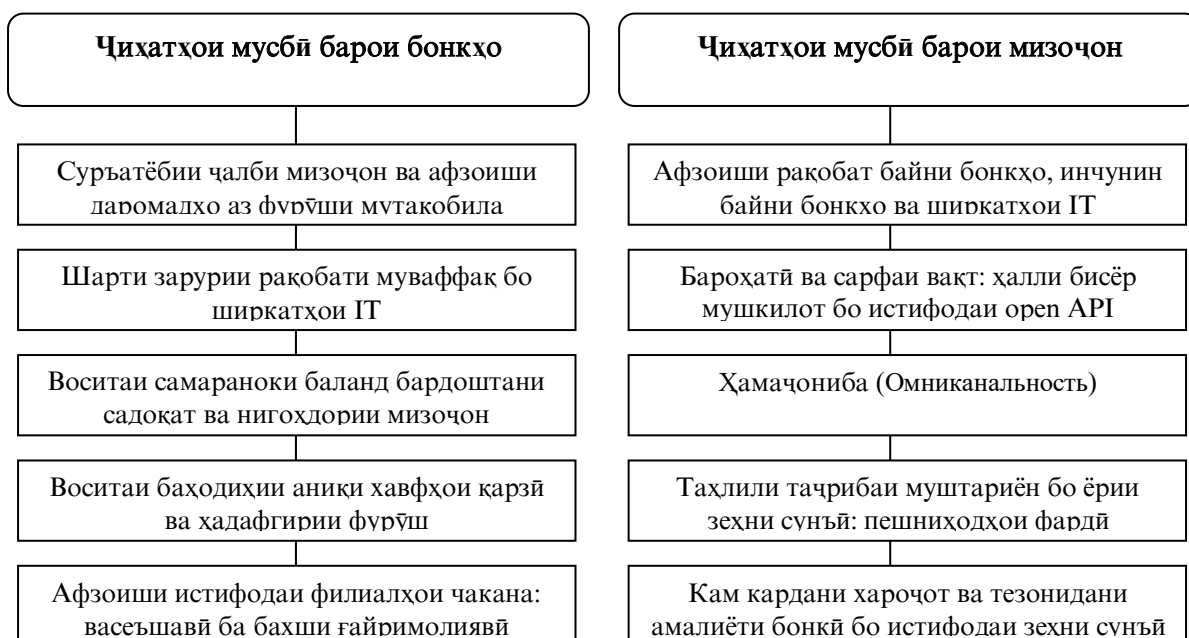 Ҷиҳатҳои мусбӣ барои бонкҳо
Суръатёбии ҷалби мизоҷон ва афзоиши
даромадҳо аз фурӯши мутақобила
Шарти зарурии рақобати муваффақ бо
ширкатҳои IT
Воситаи самараноки баланд бардоштани
садоқат ва нигоҳдории мизоҷон
Воситаи баҳодиҳии аниқи хавфҳои қарзӣ
ва ҳадафгирии фурӯш
Афзоиши истифодаи филиалҳои чакана:
васеъшавӣ ба бахши ғайримолиявӣ
Ҷиҳатҳои мусбӣ барои мизоҷон
Афзоиши рақобат байни бонкҳо, инчунин
байни бонкҳо ва ширкатҳои IT
Бароҳатӣ ва сарфаи вақт: ҳалли бисёр
мушкилот бо истифодаи open API
Ҳамаҷониба (Омниканальность)
Таҳлили таҷрибаи муштариён бо ёрии
зеҳни сунъӣ: пешниҳодҳои фардӣ
Кам кардани хароҷот ва тезонидани
амалиёти бонкӣ бо истифодаи зеҳни сунъӣ